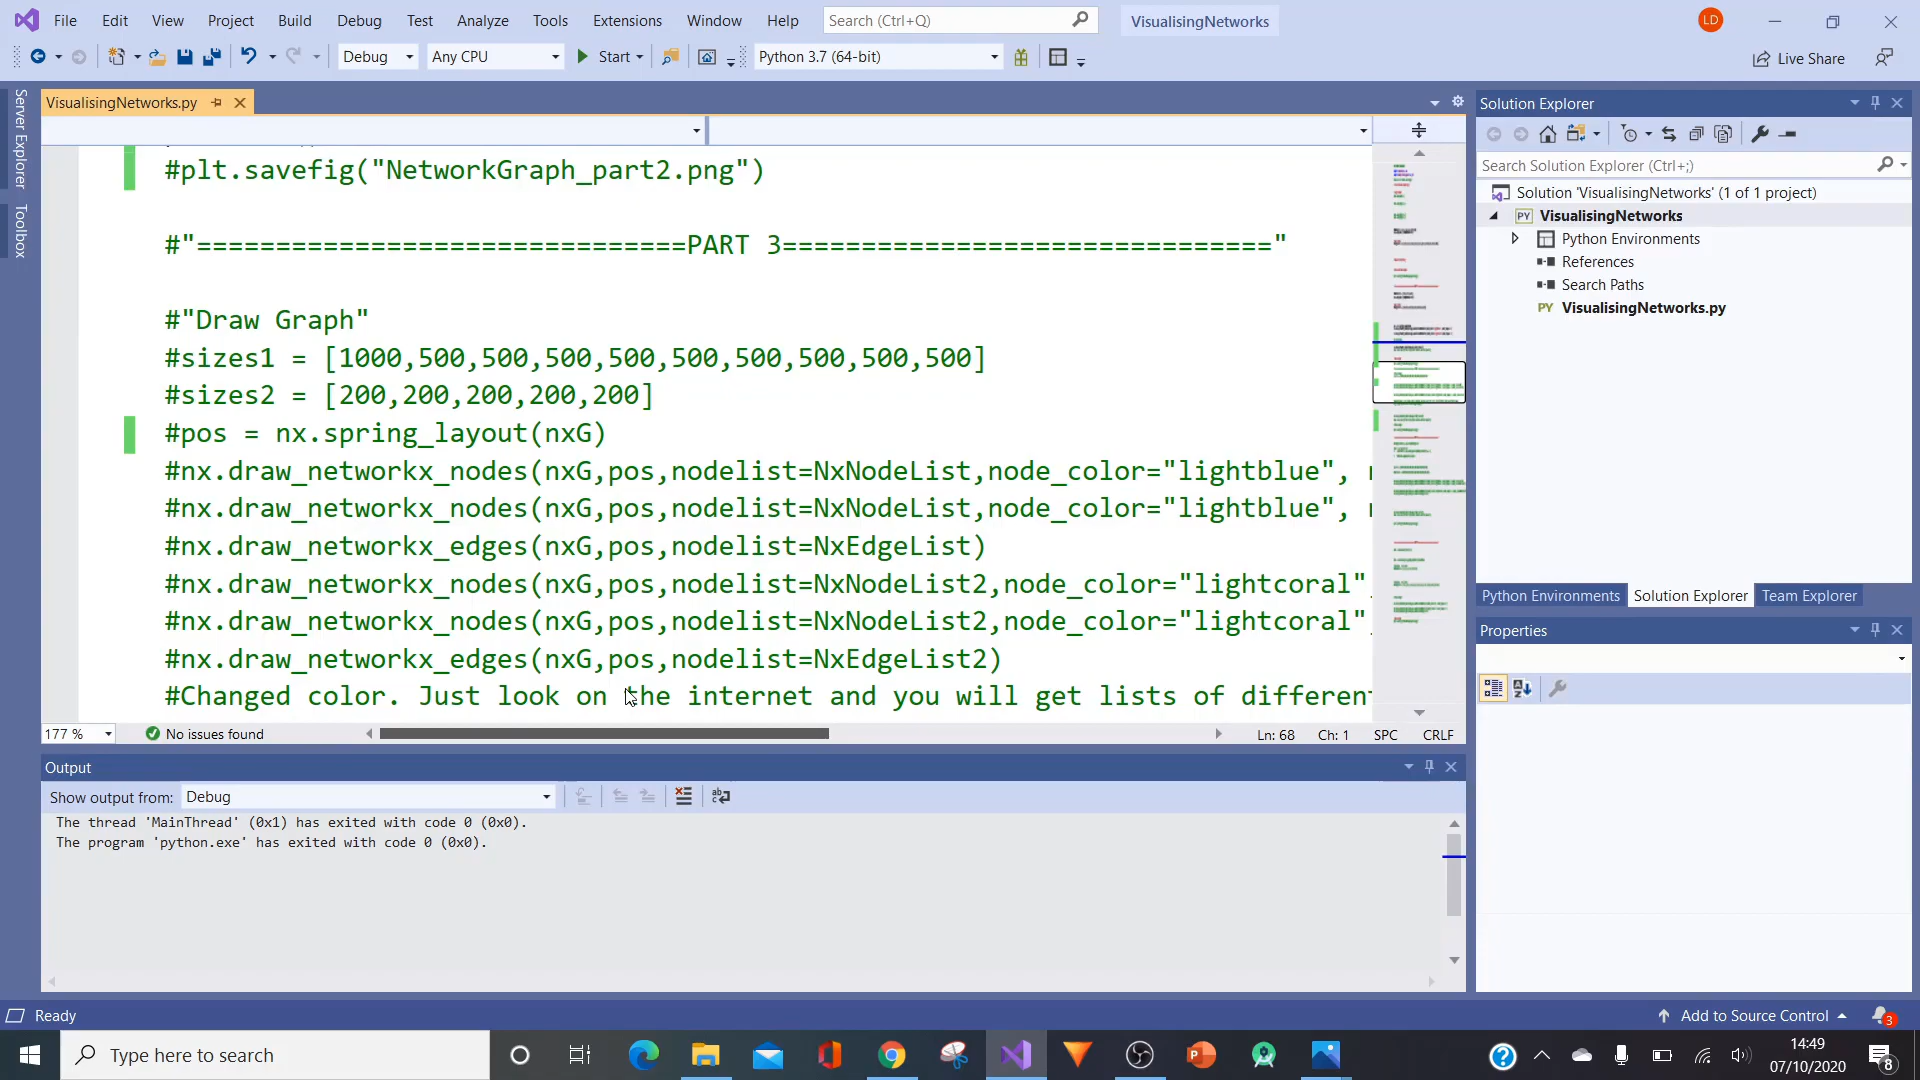 File Edit View Project Build Debug Test Analyze Tools Extensions Window Help Search (Ctrl+Q) VisualisingNetworks LD
Debug Any CPU Start Python 3.7 (64-bit) Live Share
Server Explorer
Toolbox
VisualisingNetworks.py
#plt.savefig("NetworkGraph_part2.png")
#"===============================PART 3==============================="
#"Draw Graph"
#sizes1 = [1000,500,500,500,500,500,500,500,500,500]
#sizes2 = [200,200,200,200,200]
#pos = nx.spring_layout(nxG)
#nx.draw_networkx_nodes(nxG,pos,nodelist=NxNodeList,node_color="lightblue",
#nx.draw_networkx_nodes(nxG,pos,nodelist=NxNodeList,node_color="lightblue",
#nx.draw_networkx_edges(nxG,pos,nodelist=NxEdgeList)
#nx.draw_networkx_nodes(nxG,pos,nodelist=NxNodeList2,node_color="lightcoral",
#nx.draw_networkx_nodes(nxG,pos,nodelist=NxNodeList2,node_color="lightcoral",
#nx.draw_networkx_edges(nxG,pos,nodelist=NxEdgeList2)
#Changed color. Just look on the internet and you will get lists of different
177 % No issues found Ln: 68 Ch: 1 SPC CRLF
Output
Show output from: Debug
The thread 'MainThread' (0x1) has exited with code 0 (0x0).
The program 'python.exe' has exited with code 0 (0x0).
Solution Explorer
Search Solution Explorer (Ctrl+;)
Solution 'VisualisingNetworks' (1 of 1 project)
PY VisualisingNetworks
Python Environments
References
Search Paths
PY VisualisingNetworks.py
Python Environments Solution Explorer Team Explorer
Properties
Ready Add to Source Control 3
Type here to search
14:49
07/10/2020
8